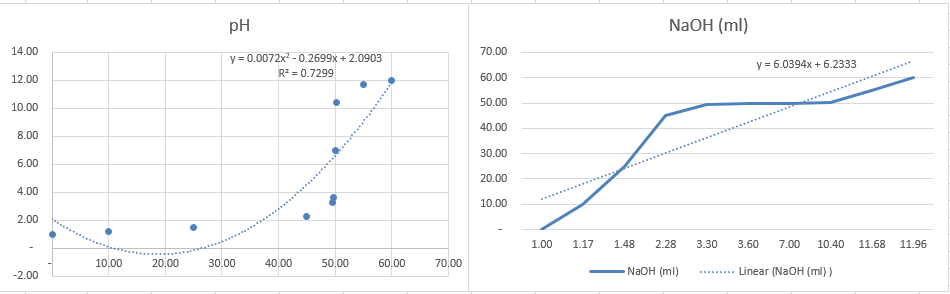 pH
y = 0.0072x² - 0.2699x + 2.0903
R² = 0.7299
14.00
12.00
10.00
8.00
6.00
4.00
2.00
-
-2.00
- 10.00 20.00 30.00 40.00 50.00 60.00 70.00
NaOH (ml)
y = 6.0394x + 6.2333
70.00
60.00
50.00
40.00
30.00
20.00
10.00
-
1.00 1.17 1.48 2.28 3.30 3.60 7.00 10.40 11.68 11.96
NaOH (ml) Linear (NaOH (ml) )